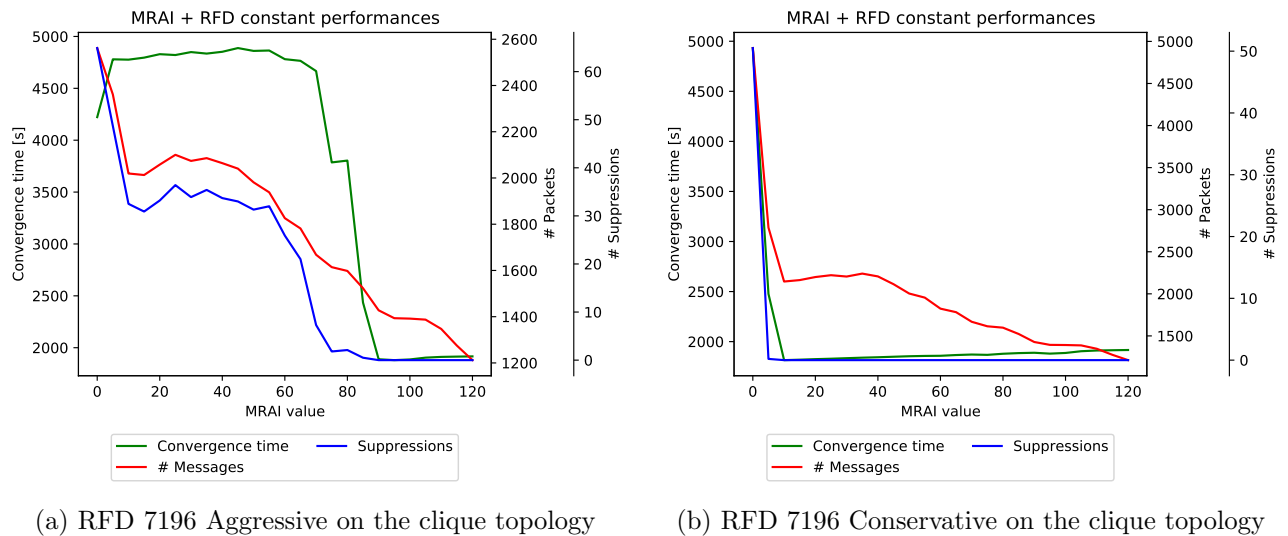 MRAI + RFD constant performances
5000
4500
4000
3500
3000
2500
2000
Convergence time [s]
0 20 40 60 80 100 120
MRAI value
2600
2400
2200
2000
1800
1600
1400
1200
# Packets
60
50
40
30
20
10
0
# Suppressions
Convergence time
# Messages
Suppressions
(a) RFD 7196 Aggressive on the clique topology
MRAI + RFD constant performances
5000
4500
4000
3500
3000
2500
2000
Convergence time [s]
0 20 40 60 80 100 120
MRAI value
5000
4500
4000
3500
3000
2500
2000
1500
# Packets
50
40
30
20
10
0
# Suppressions
Convergence time
# Messages
Suppressions
(b) RFD 7196 Conservative on the clique topology